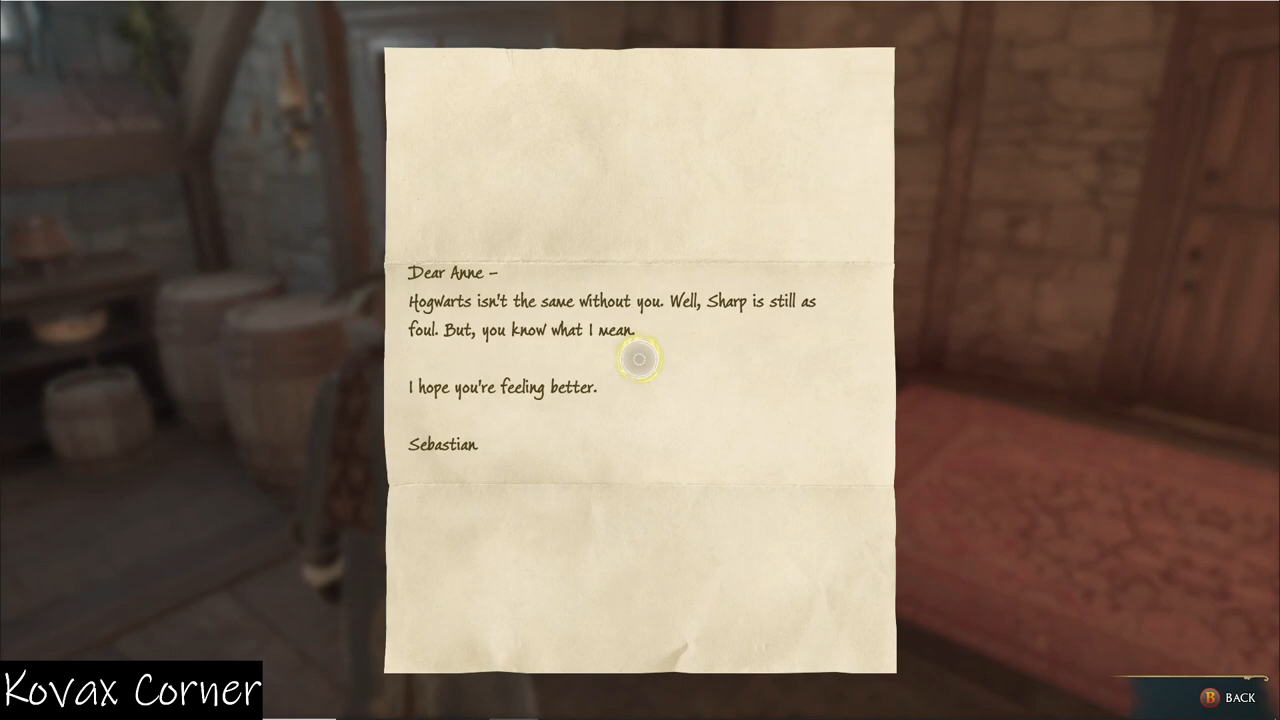 Dear Anne –
Hogwarts isn't the same without you. Well, Sharp is still as
foul. But, you know what I mean.
I hope you're feeling better.
Sebastian
Kovax Corner
B BACK